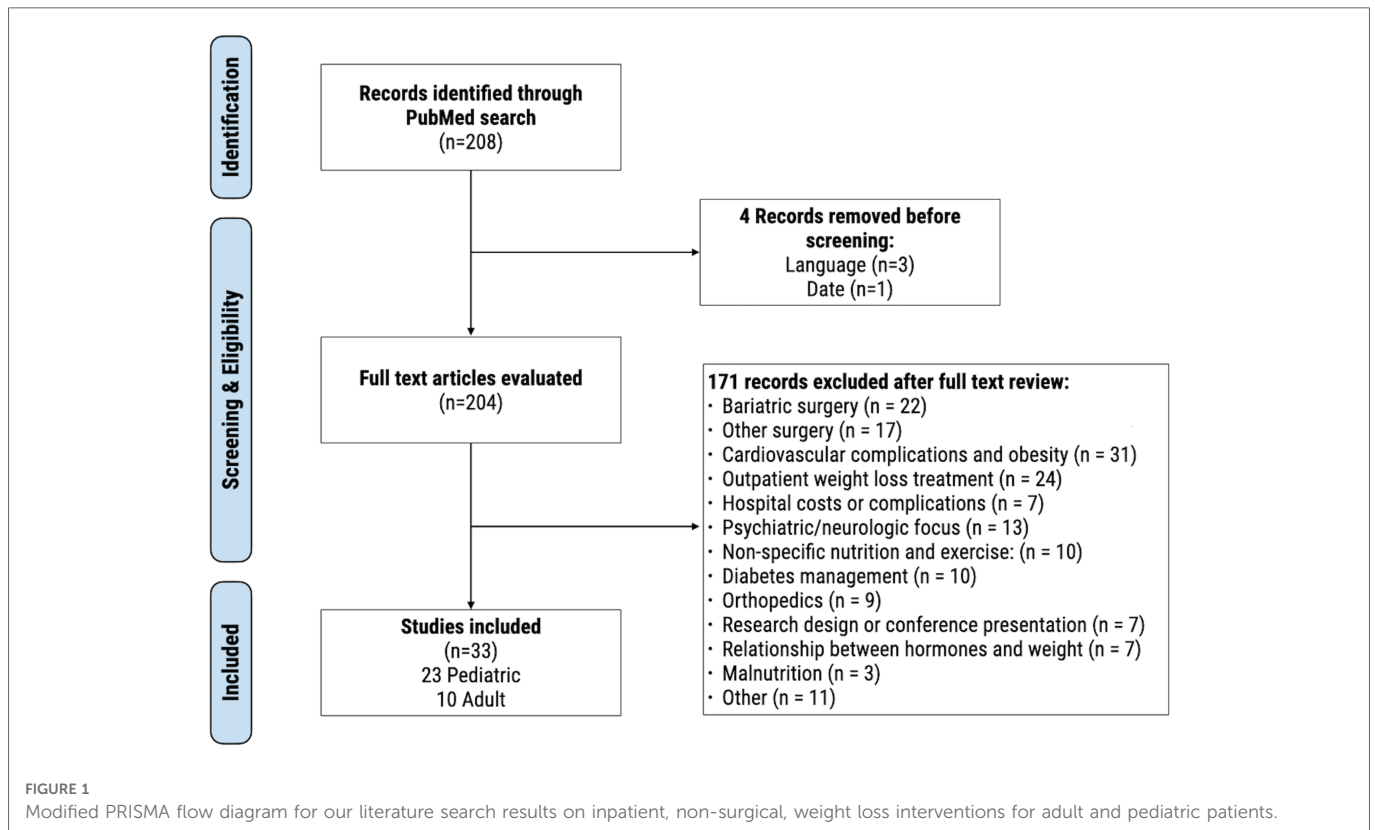 Identification
Records identified through
PubMed search
(n=208)
4 Records removed before
screening:
Language (n=3)
Date (n=1)
Screening & Eligibility
Full text articles evaluated
(n=204)
171 records excluded after full text review:
· Bariatric surgery (n = 22)
· Other surgery (n = 17)
· Cardiovascular complications and obesity (n = 31)
· Outpatient weight loss treatment (n = 24)
· Hospital costs or complications (n = 7)
· Psychiatric/neurologic focus (n = 13)
· Non-specific nutrition and exercise: (n = 10)
· Diabetes management (n = 10)
· Orthopedics (n = 9)
· Research design or conference presentation (n = 7)
· Relationship between hormones and weight (n = 7)
· Malnutrition (n = 3)
· Other (n = 11)
Included
Studies included
(n=33)
23 Pediatric
10 Adult
FIGURE 1
Modified PRISMA flow diagram for our literature search results on inpatient, non-surgical, weight loss interventions for adult and pediatric patients.